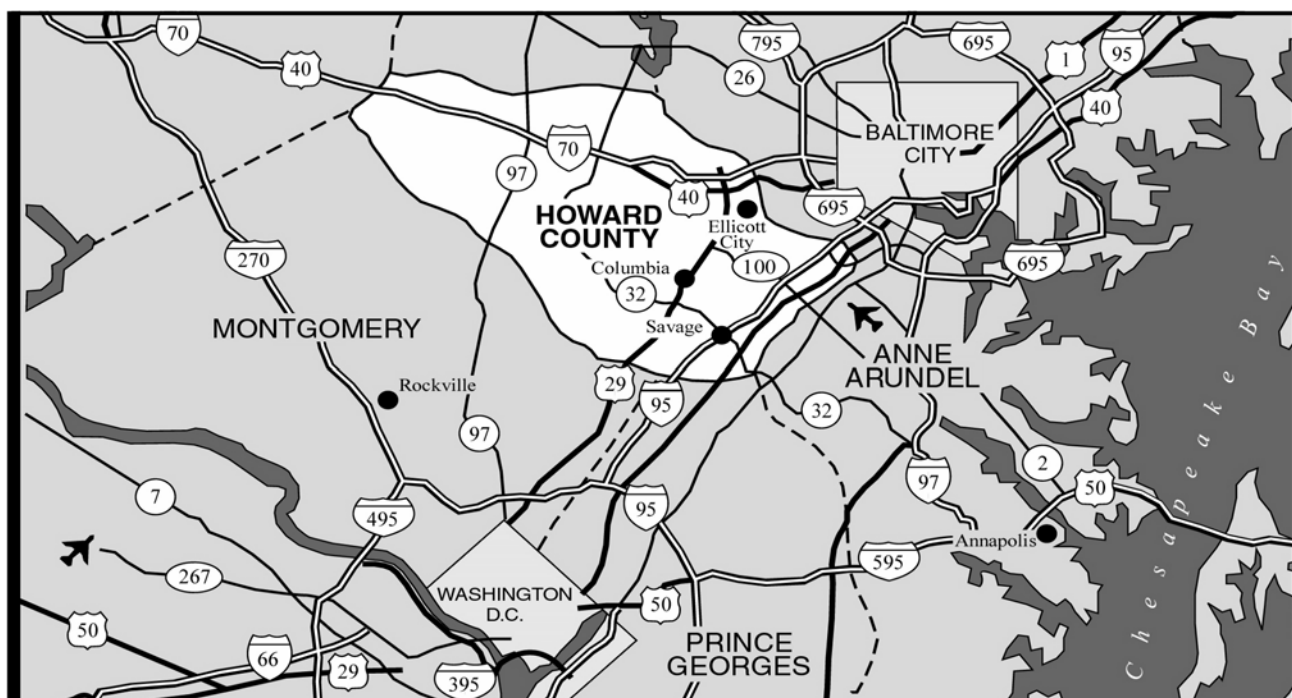 70
795
695
95
1
40
26
40
BALTIMORE
CITY
70
97
40
HOWARD
COUNTY
695
Ellicott
City
270
Columbia
100
695
32
MONTGOMERY
Savage
ANNE
ARUNDEL
29
Rockville
95
32
97
2
7
97
50
495
95
Annapolis
595
267
WASHINGTON
D.C.
50
50
PRINCE
GEORGES
66
29
395
Chesapeake Bay